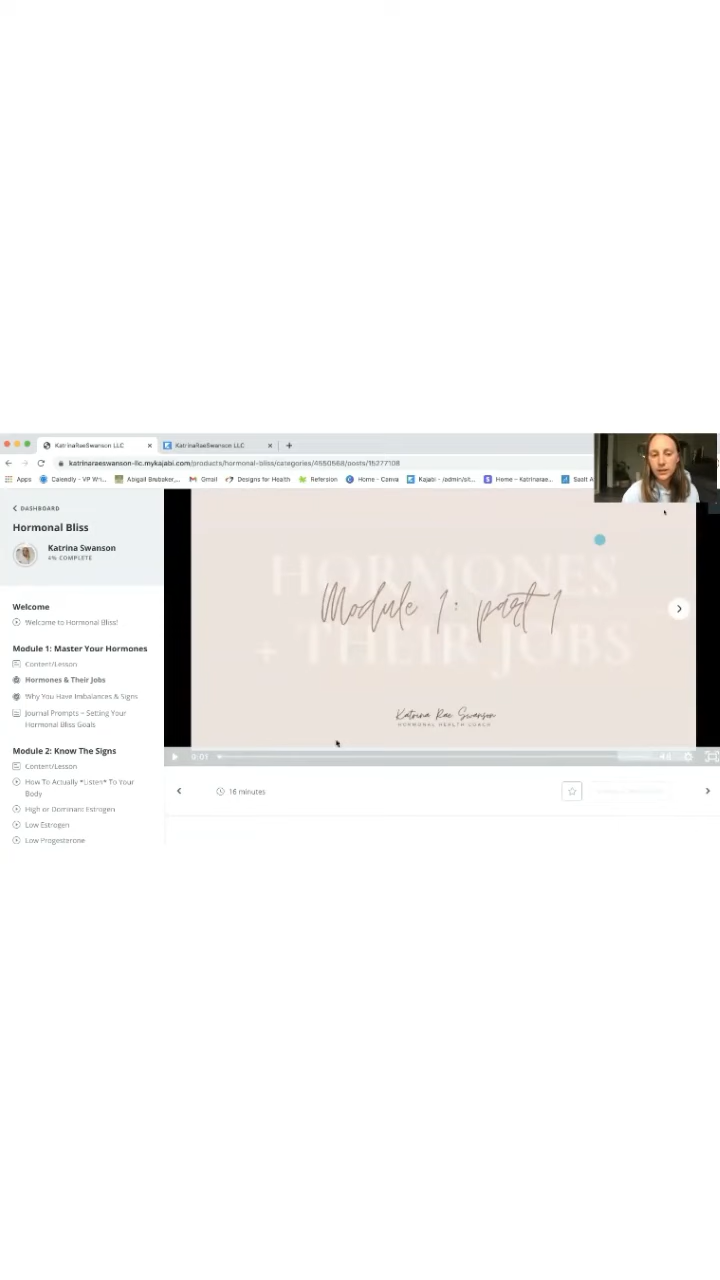 KatrinaRaeSwanson LLC
KatrinaRaeSwanson LLC
katrinaraeswanson-llc.mykajabi.com/products/hormonal-bliss/categories/4550568/posts/15277108
Apps
Calendly - VP W...
Abigail Brubaker,...
Gmail
Designs for Health
Refersion
Home - Canva
Kajabi - /admin/sit...
Home – Katrinarae...
Saalt A
DASHBOARD
Hormonal Bliss
Katrina Swanson
4% COMPLETE
Welcome
Welcome to Hormonal Bliss!
Module 1: Master Your Hormones
Content/Lesson
Hormones & Their Jobs
Why You Have Imbalances & Signs
Journal Prompts – Setting Your
Hormonal Bliss Goals
Module 2: Know The Signs
Content/Lesson
How To Actually *Listen* To Your
Body
High or Dominant Estrogen
Low Estrogen
Low Progesterone
HORMONES
Module 1: part 1
+ THEIR JOBS
Katrina Rae Swanson
HORMONAL HEALTH COACH
0:01
16 minutes